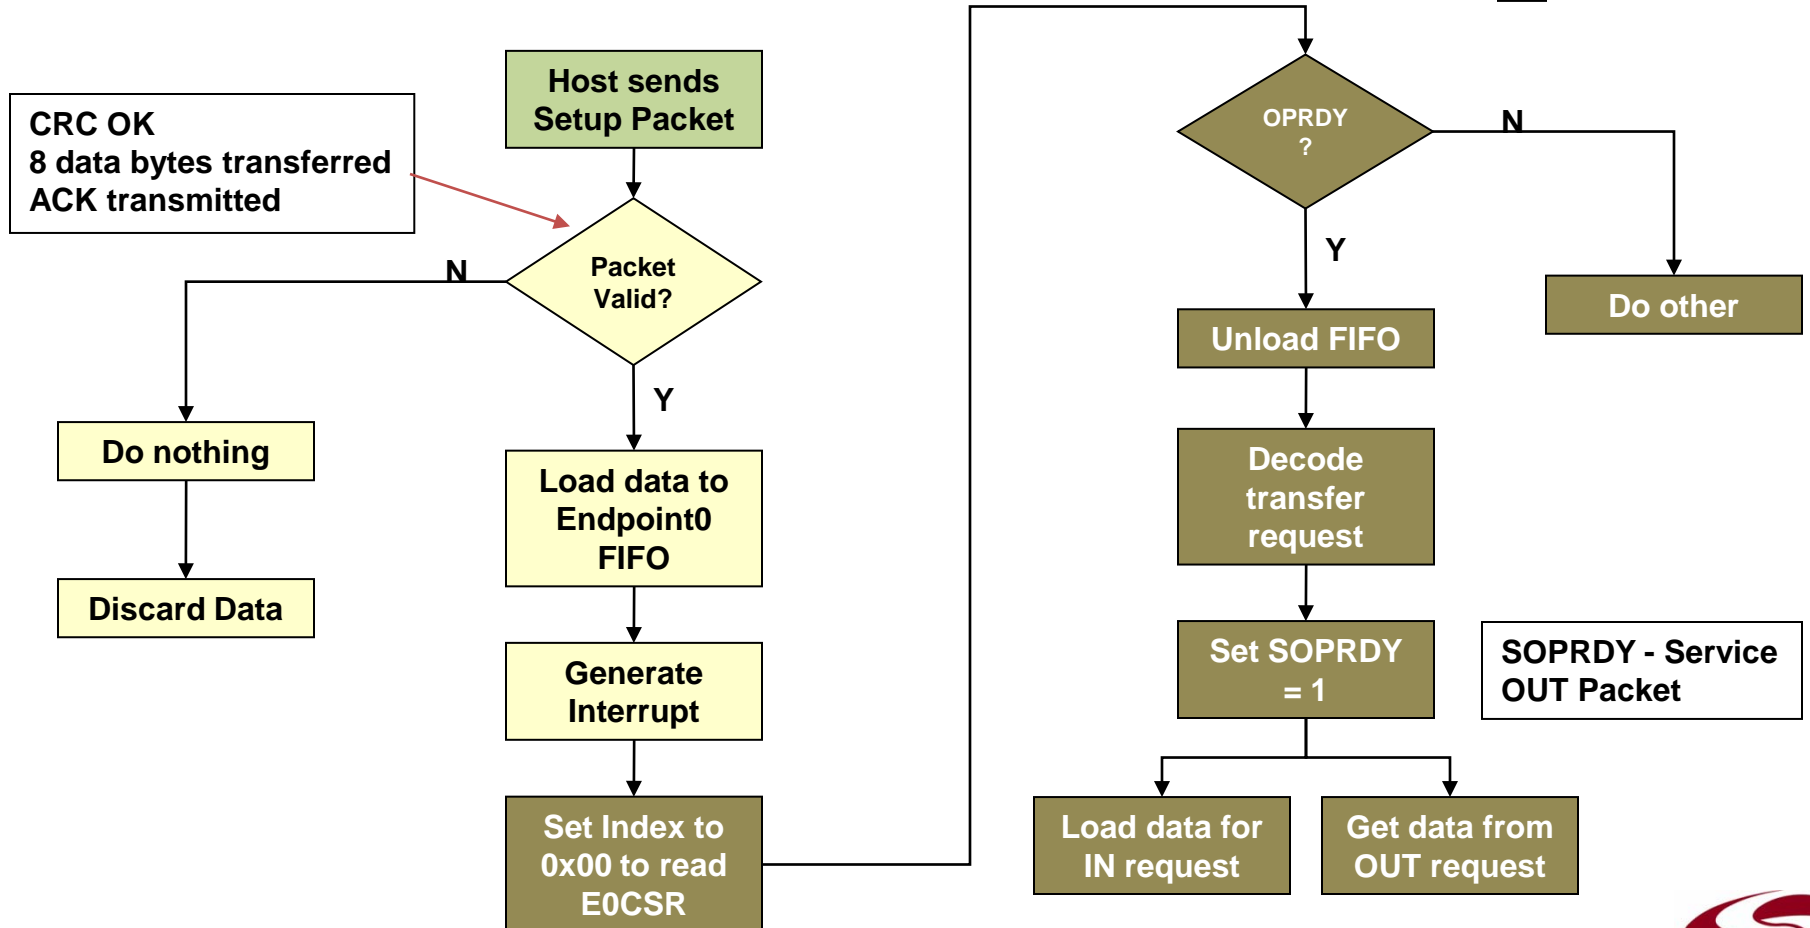 Host sends
Setup Packet
CRC OK
8 data bytes transferred
ACK transmitted
Packet
Valid?
N
Y
Do nothing
Discard Data
Load data to
Endpoint0
FIFO
Generate
Interrupt
Set Index to
0x00 to read
E0CSR
OPRDY
?
N
Y
Do other
Unload FIFO
Decode
transfer
request
Set SOPRDY
= 1
SOPRDY - Service
OUT Packet
Load data for
IN request
Get data from
OUT request